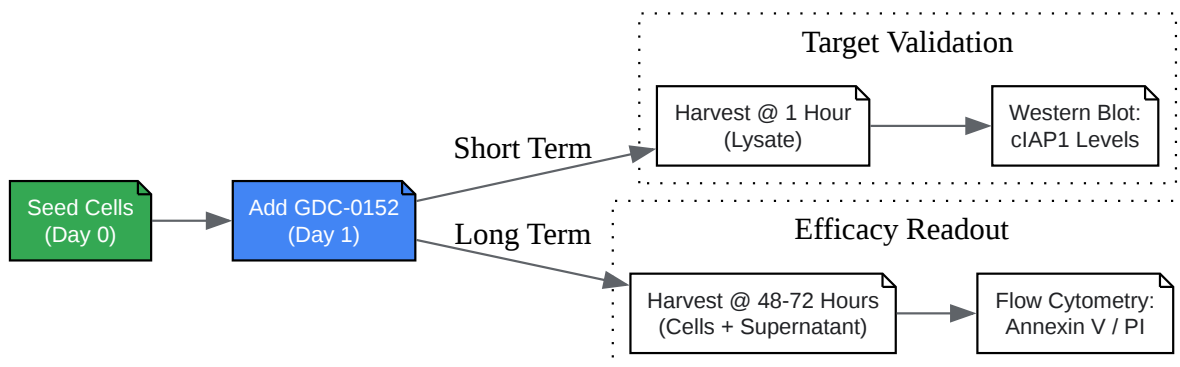 Seed Cells
(Day 0)
Add GDC-0152
(Day 1)
Short Term
Long Term
Target Validation
Harvest @ 1 Hour
(Lysate)
Western Blot:
cIAP1 Levels
Efficacy Readout
Harvest @ 48-72 Hours
(Cells + Supernatant)
Flow Cytometry:
Annexin V / PI